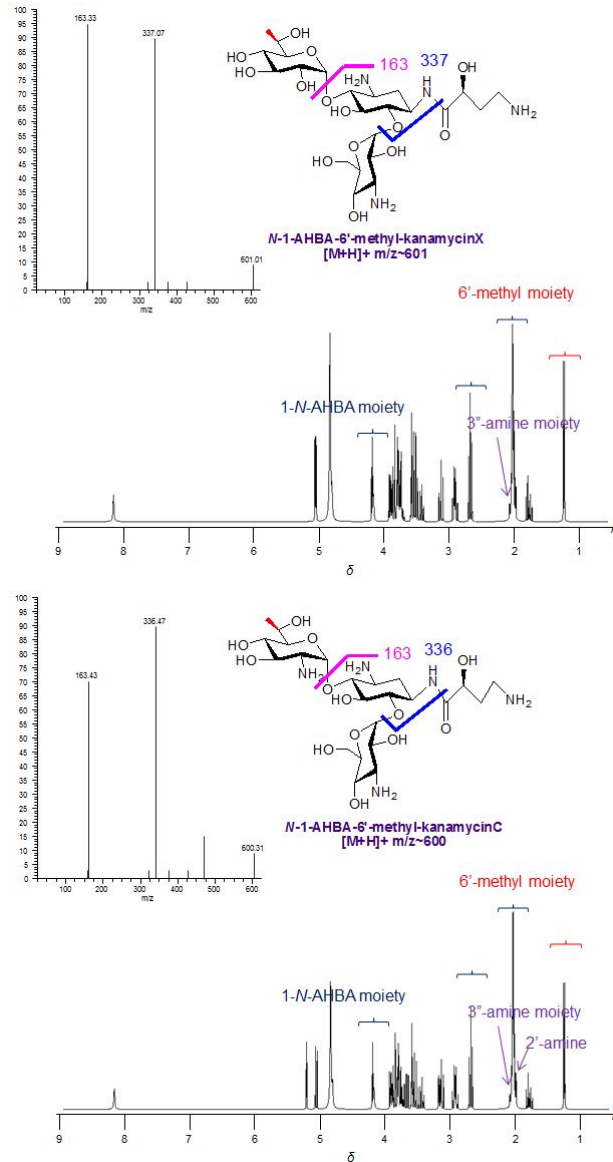 163.33
337.07
601.01
100
95
90
85
80
75
70
65
60
55
50
45
40
35
30
25
20
15
10
5
0
100 200 300 400 500 600
m/z
OH
HO
HO
OH
O
O
H₂N
HO
163
337
H
N
OH
O
NH₂
O
O
HO
OH
NH₂
OH
N-1-AHBA-6'-methyl-kanamycinX
[M+H]+ m/z~601
6'-methyl moiety
1-N-AHBA moiety
3"-amine moiety
9 8 7 6 5 4 3 2 1
δ
336.47
163.43
600.31
100
95
90
85
80
75
70
65
60
55
50
45
40
35
30
25
20
15
10
5
0
100 200 300 400 500 600
m/z
OH
HO
HO
NH₂
O
O
H₂N
HO
163
336
H
N
OH
O
NH₂
O
O
HO
OH
NH₂
OH
N-1-AHBA-6'-methyl-kanamycinC
[M+H]+ m/z~600
6'-methyl moiety
1-N-AHBA moiety
3"-amine moiety
2'-amine
9 8 7 6 5 4 3 2 1
δ